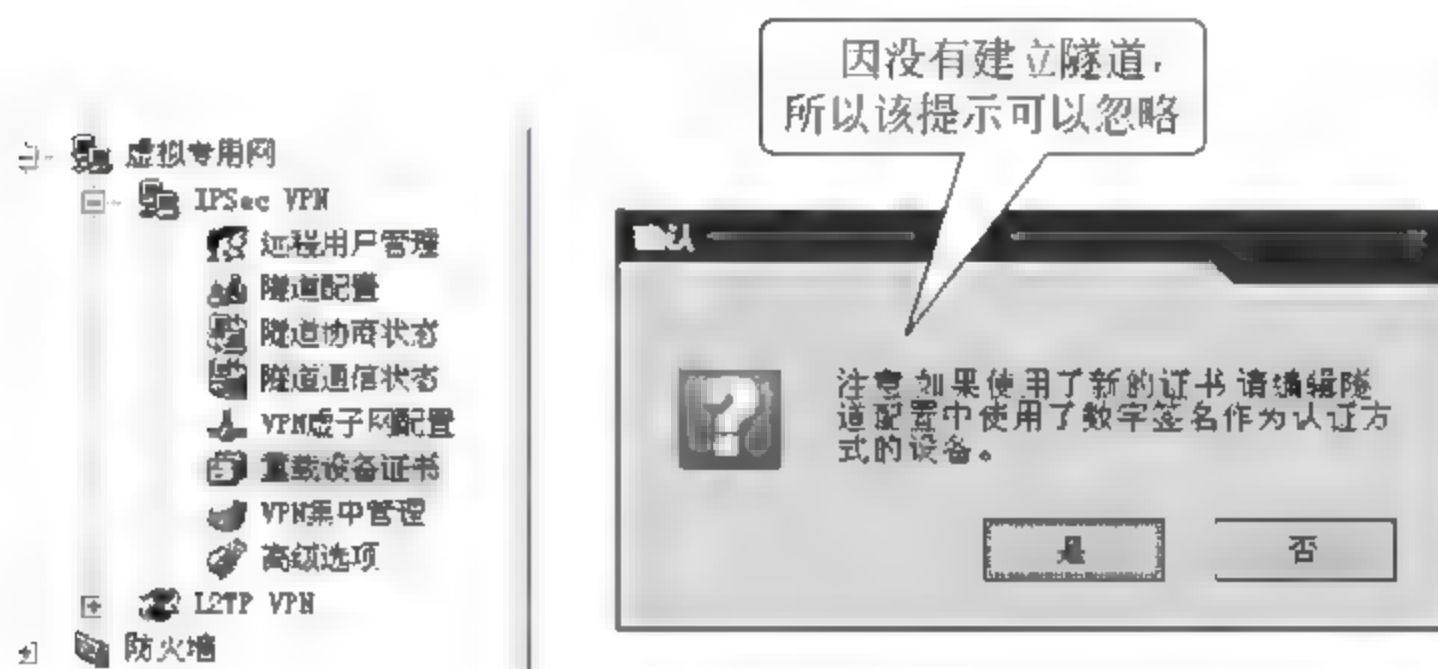 因没有建立隧道,
所以该提示可以忽略
虚拟专用网
IPSec VPN
远程用户管理
隧道配置
隧道协商状态
隧道通信状态
VPN虚子网配置
重载设备证书
VPN集中管理
高级选项
L2TP VPN
防火墙
确认
注意 如果使用了新的证书 请编辑隧
道配置中使用了数字签名作为认证方
式的设备。
是
否